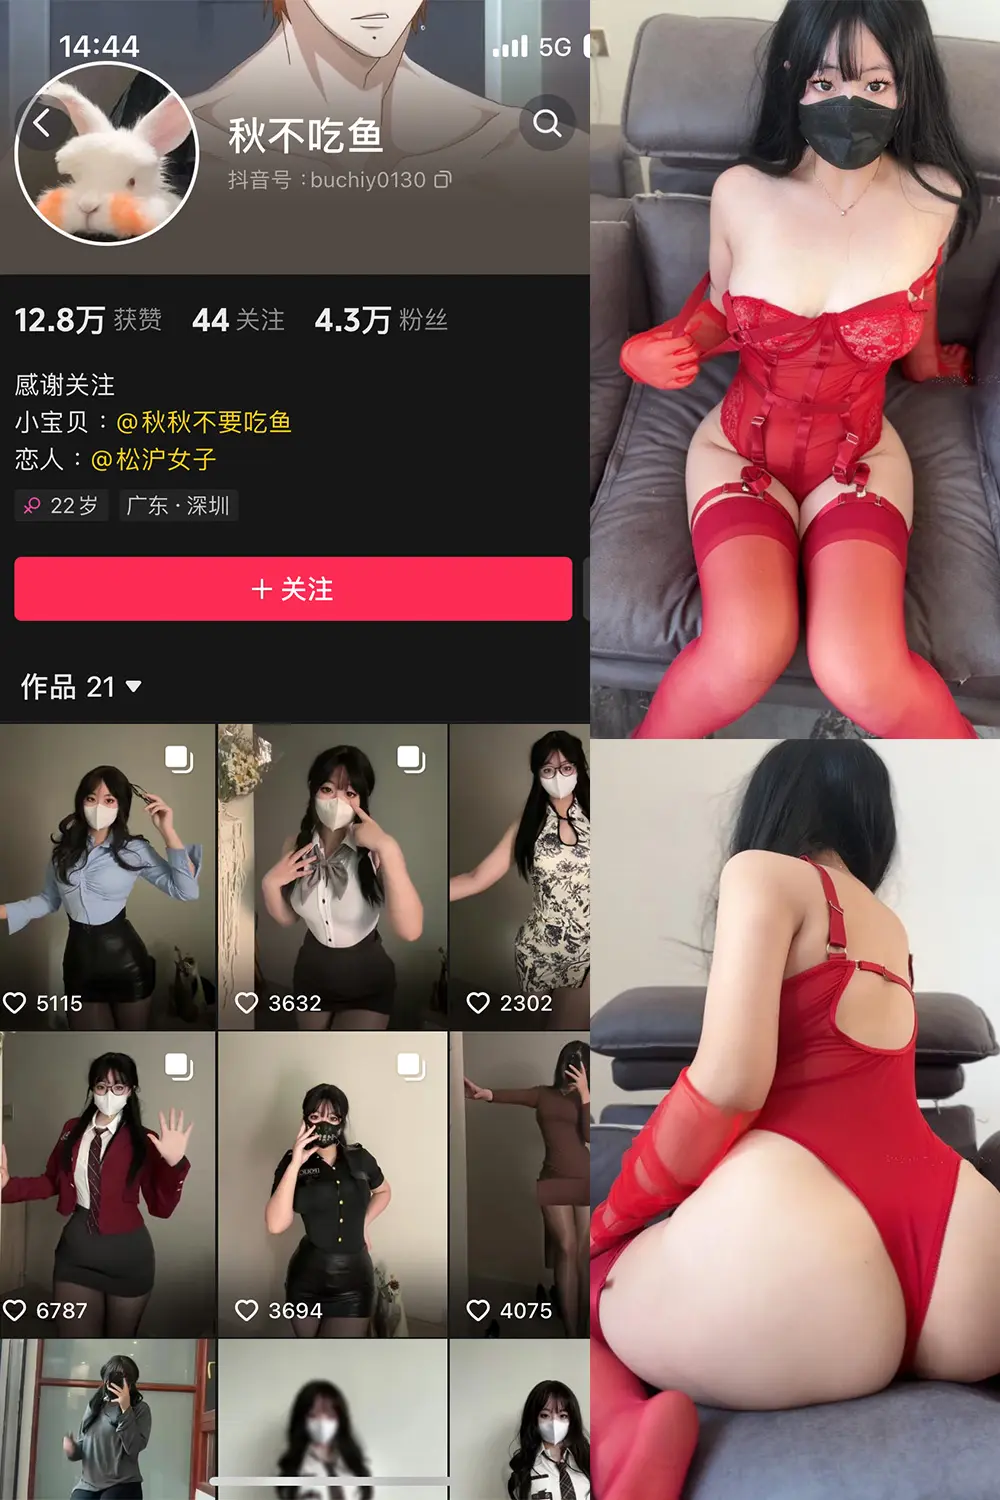 14:44
5G
秋不吃鱼
抖音号：buchiy0130
12.8万 获赞 44 关注 4.3万 粉丝
感谢关注
小宝贝：@秋秋不要吃鱼
恋人：@松沪女子
22岁 广东·深圳
＋关注
作品 21
5115 3632 2302
6787 3694 4075